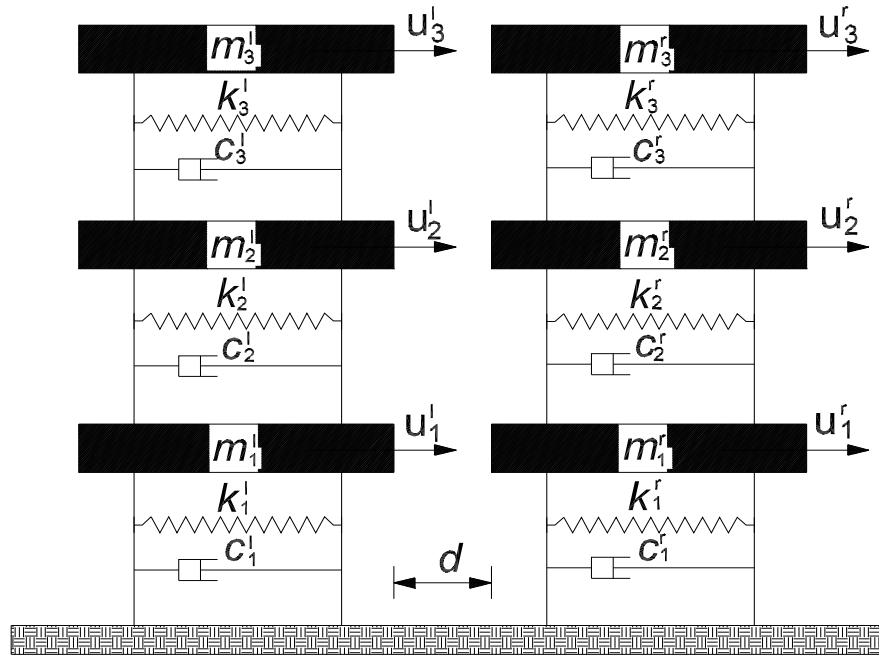 m₃ˡ u₃ˡ m₃ʳ u₃ʳ
k₃ˡ k₃ʳ
c₃ˡ c₃ʳ
m₂ˡ u₂ˡ m₂ʳ u₂ʳ
k₂ˡ k₂ʳ
c₂ˡ c₂ʳ
m₁ˡ u₁ˡ m₁ʳ u₁ʳ
k₁ˡ k₁ʳ
c₁ˡ d c₁ʳ